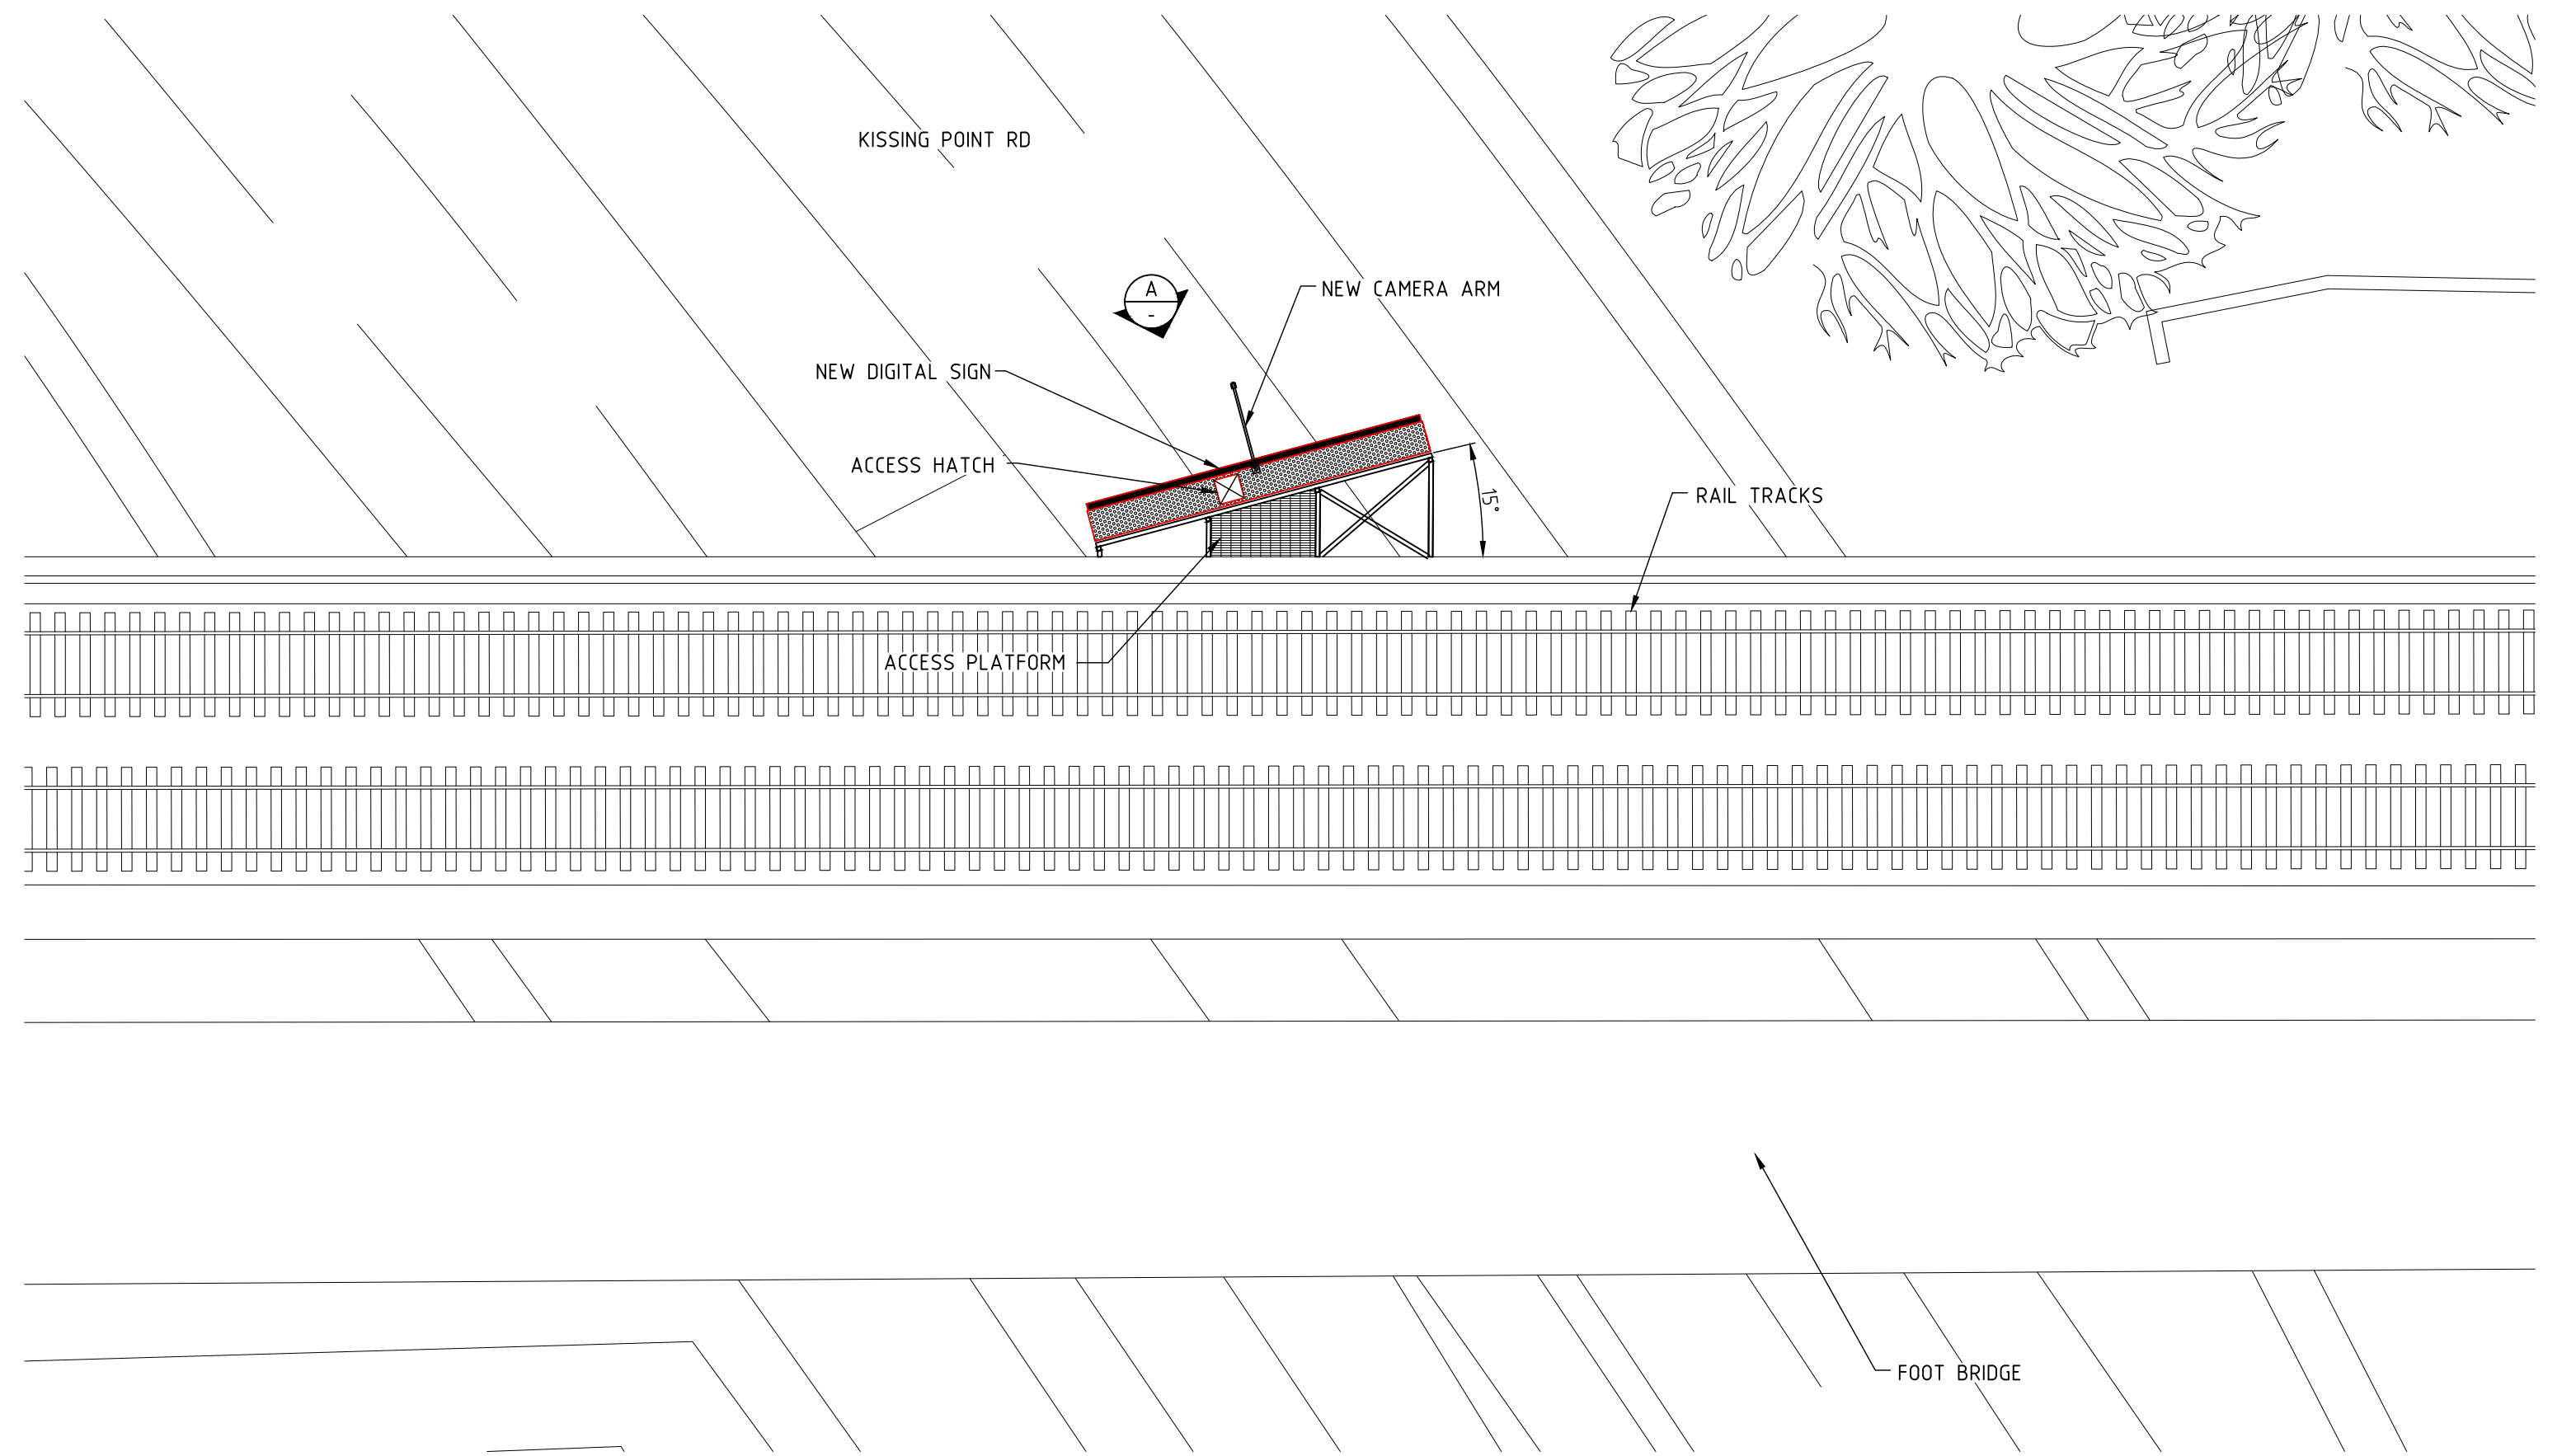 KISSING POINT RD
A
-
NEW CAMERA ARM
NEW DIGITAL SIGN
ACCESS HATCH
15°
RAIL TRACKS
ACCESS PLATFORM
FOOT BRIDGE